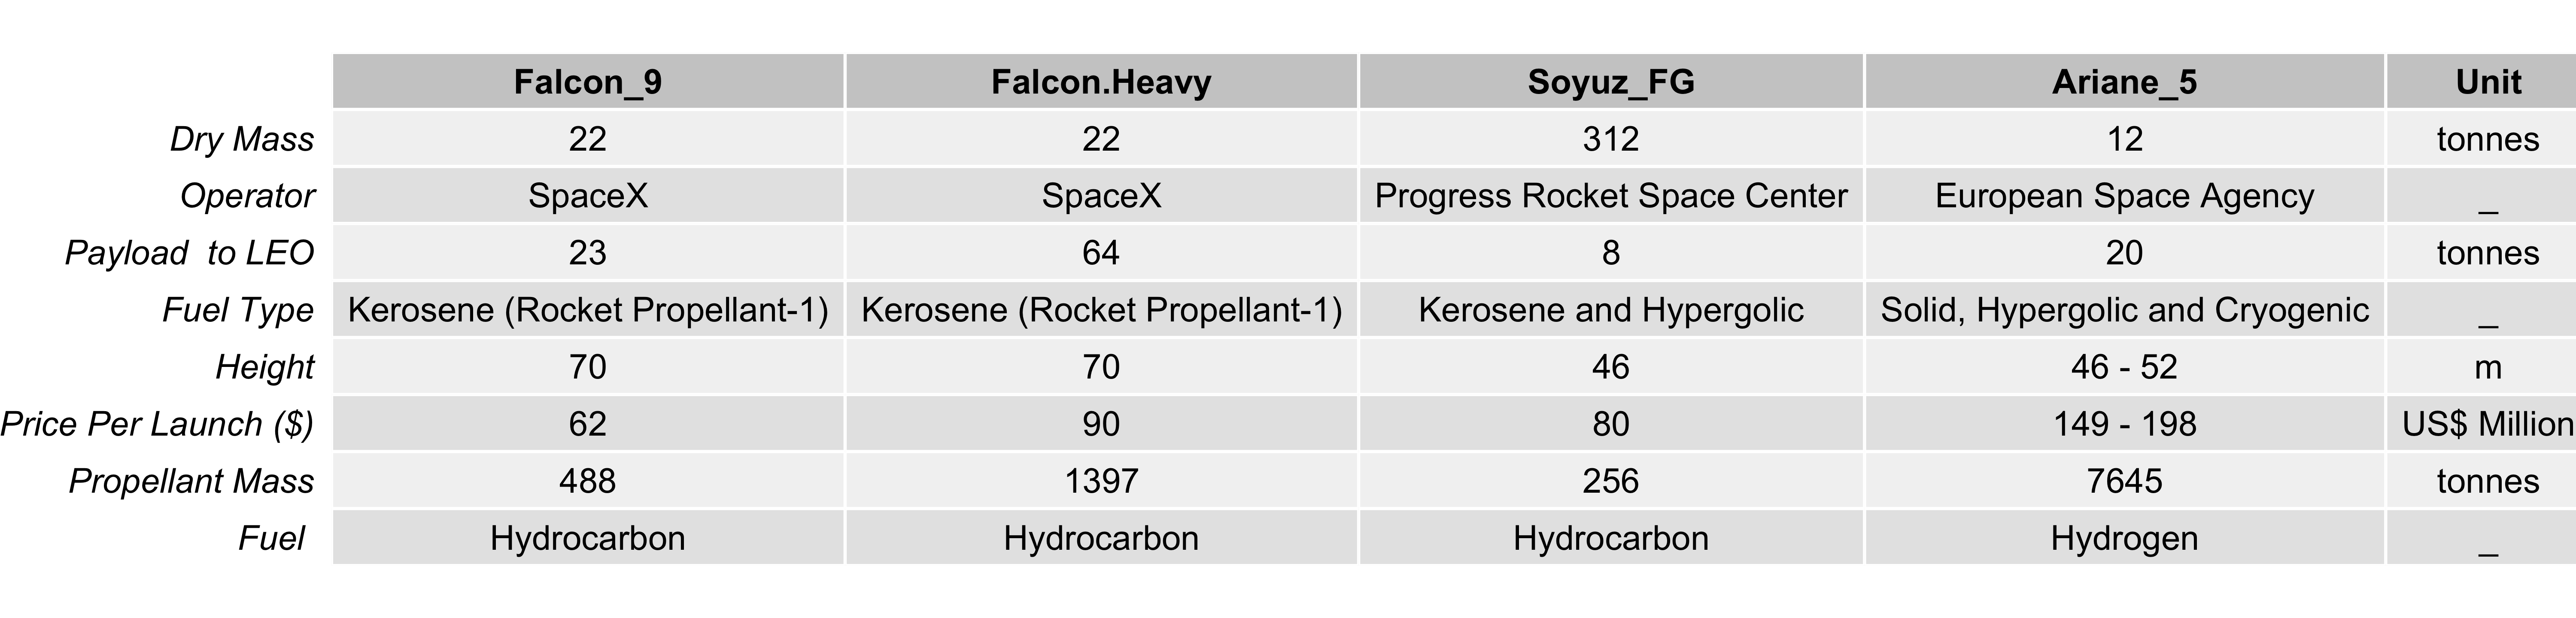 Falcon_9 Falcon.Heavy Soyuz_FG Ariane_5 Unit
Dry Mass 22 22 312 12 tonnes
Operator SpaceX SpaceX Progress Rocket Space Center European Space Agency _
Payload  to LEO 23 64 8 20 tonnes
Fuel Type Kerosene (Rocket Propellant-1) Kerosene (Rocket Propellant-1) Kerosene and Hypergolic Solid, Hypergolic and Cryogenic _
Height 70 70 46 46 - 52 m
Price Per Launch ($) 62 90 80 149 - 198 US$ Million
Propellant Mass 488 1397 256 7645 tonnes
Fuel Hydrocarbon Hydrocarbon Hydrocarbon Hydrogen _